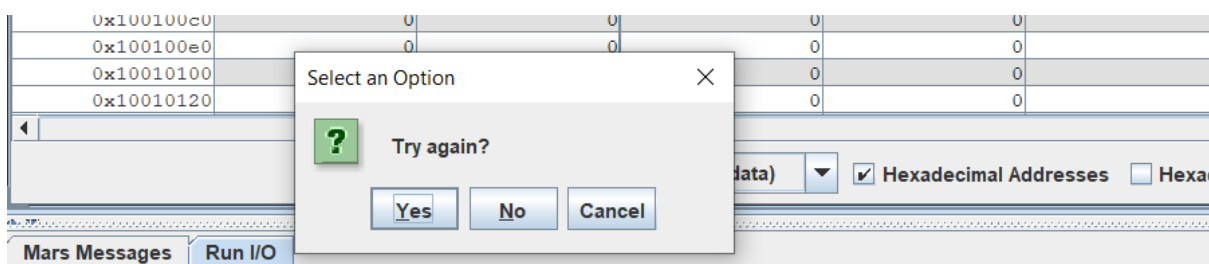 0x100100c0 0 0 0 0
0x100100e0 0 0 0 0
0x10010100 0 0
0x10010120 0 0
Select an Option
Try again?
data) Hexadecimal Addresses Hexa
Yes No Cancel
Mars Messages Run I/O